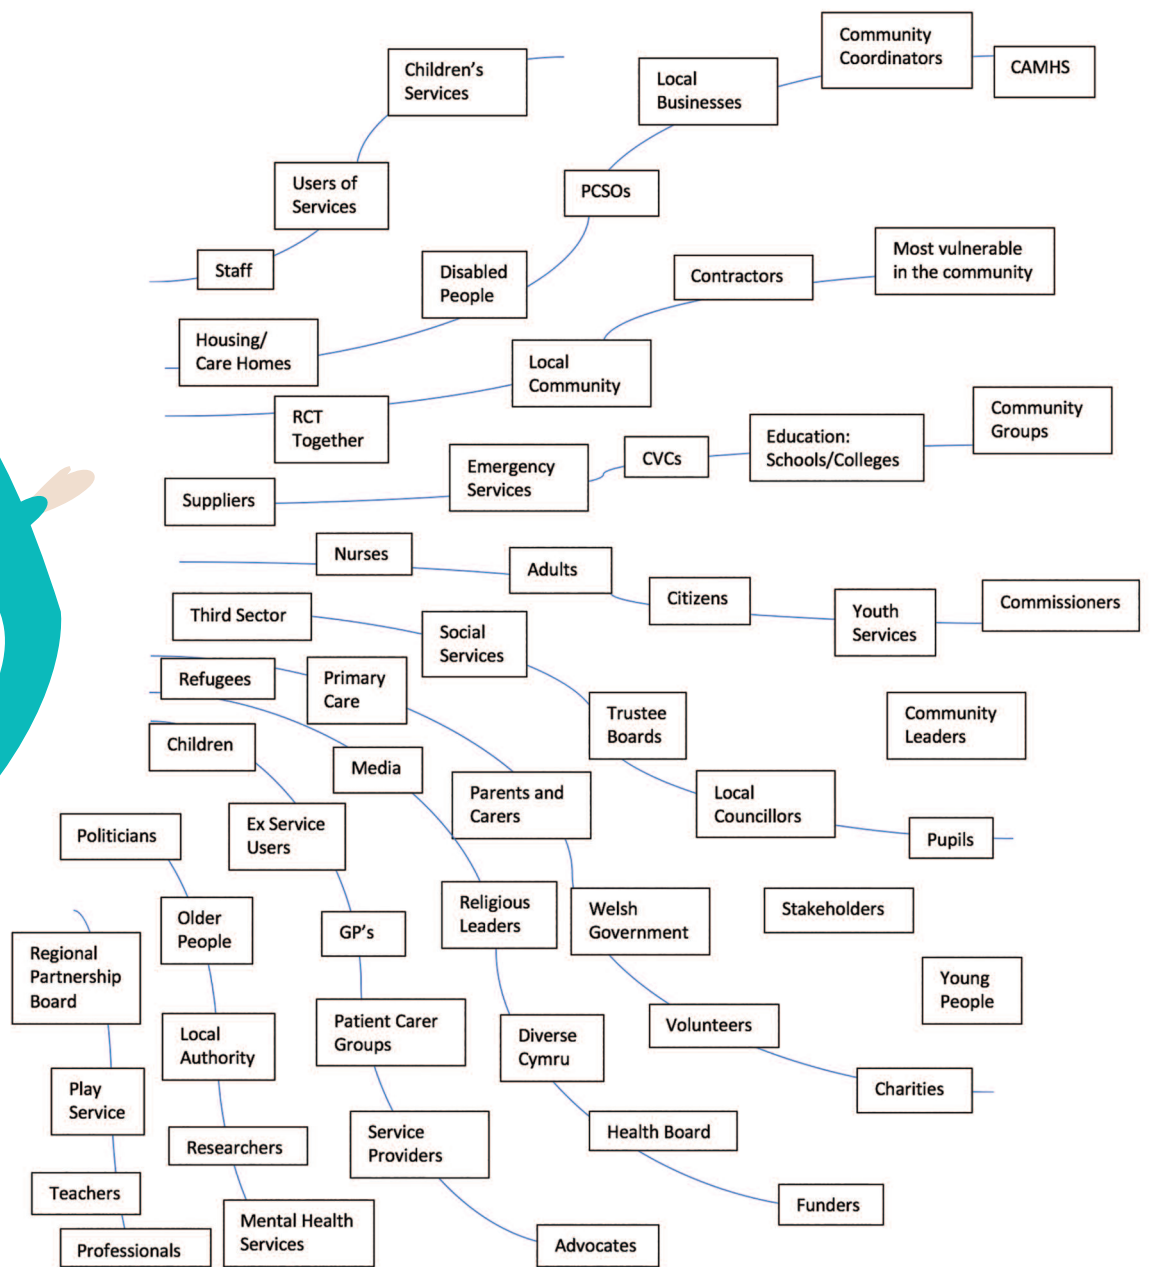 Community
Coordinators
Children's
Services
Local
Businesses
CAMHS
Users of
Services
PCSOs
Staff
Disabled
People
Contractors
Most vulnerable
in the community
Housing/
Care Homes
Local
Community
RCT
Together
Community
Groups
Education:
Schools/Colleges
Emergency
Services
CVCs
Suppliers
Nurses
Adults
Citizens
Commissioners
Youth
Services
Third Sector
Social
Services
Refugees
Primary
Care
Trustee
Boards
Community
Leaders
Children
Media
Parents and
Carers
Local
Councillors
Politicians
Ex Service
Users
Pupils
Older
People
GP's
Religious
Leaders
Welsh
Government
Stakeholders
Regional
Partnership
Board
Young
People
Local
Authority
Patient Carer
Groups
Diverse
Cymru
Volunteers
Play
Service
Charities
Researchers
Service
Providers
Health Board
Teachers
Funders
Professionals
Mental Health
Services
Advocates